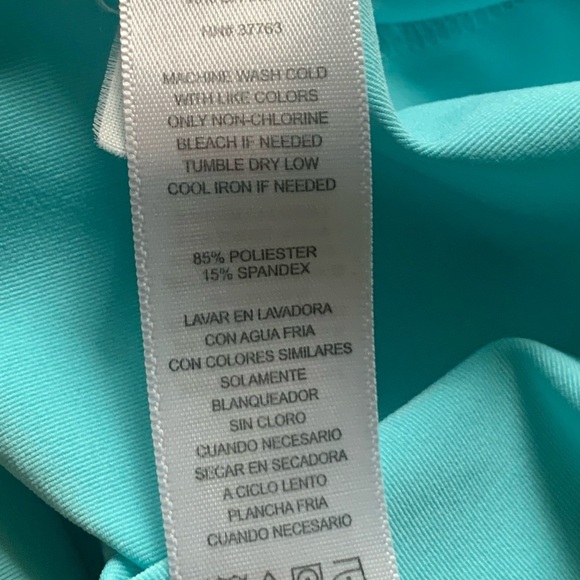 RN# 37763
MACHINE WASH COLD
WITH LIKE COLORS
ONLY NON-CHLORINE
BLEACH IF NEEDED
TUMBLE DRY LOW
COOL IRON IF NEEDED
85% POLIESTER
15% SPANDEX
LAVAR EN LAVADORA
CON AGUA FRIA
CON COLORES SIMILARES
SOLAMENTE
BLANQUEADOR
SIN CLORO
CUANDO NECESARIO
SECAR EN SECADORA
A CICLO LENTO
PLANCHA FRIA
CUANDO NECESARIO